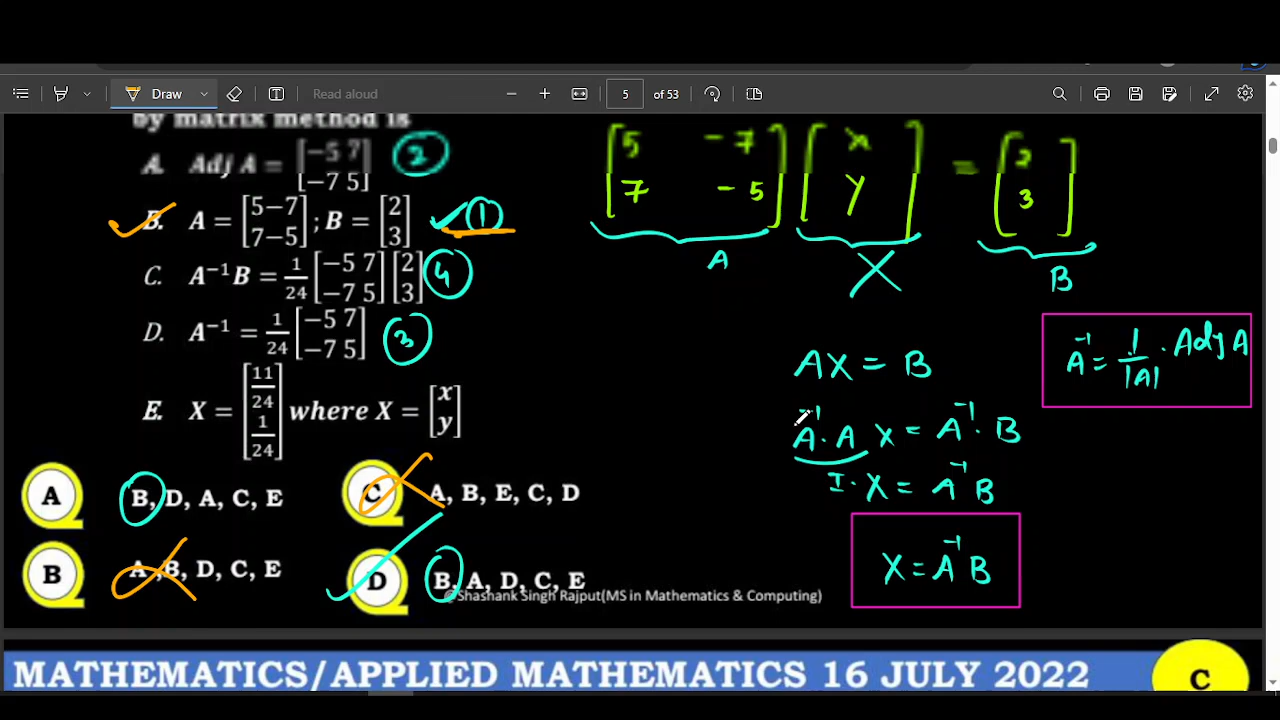 Draw
Read aloud
5 of 53
by matrix method is
A. Adj A = [−5 7
−7 5] ②
B. A = [5−7
7−5] ; B = [2
3] ①
C. A⁻¹B = 1/24 [−5 7
−7 5] [2
3] ④
D. A⁻¹ = 1/24 [−5 7
−7 5] ③
E. X = [11/24
1/24] where X = [x
y]
A B, D, A, C, E
C A, B, E, C, D
B A ,B, D, C, E
D B, A, D, C, E
@Shashank Singh Rajput(MS in Mathematics & Computing)
[5 −7
7 −5] [x
y] = [2
3]
A X B
AX = B
A⁻¹ = 1/|A| . Adj A
A⁻¹. A X = A⁻¹. B
I. X = A⁻¹ B
X = A⁻¹ B
MATHEMATICS/APPLIED MATHEMATICS 16 JULY 2022
C